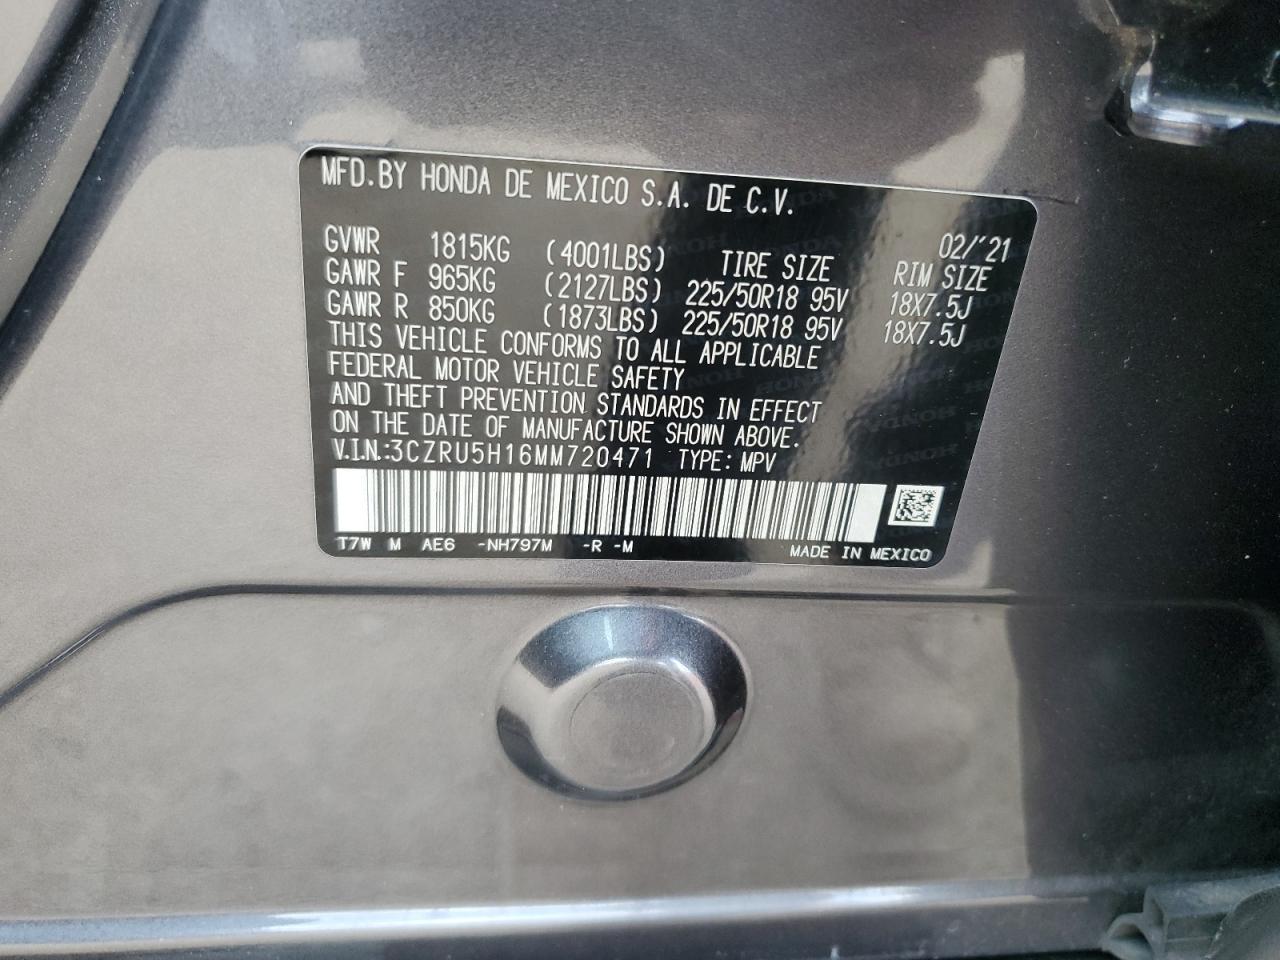 MFD.BY HONDA DE MEXICO S.A. DE C.V.
02/'21
GVWR 1815KG (4001LBS) TIRE SIZE RIM SIZE
GAWR F 965KG (2127LBS) 225/50R18 95V 18X7.5J
GAWR R 850KG (1873LBS) 225/50R18 95V 18X7.5J
THIS VEHICLE CONFORMS TO ALL APPLICABLE
FEDERAL MOTOR VEHICLE SAFETY
AND THEFT PREVENTION STANDARDS IN EFFECT
ON THE DATE OF MANUFACTURE SHOWN ABOVE.
V.I.N.:3CZRU5H16MM720471 TYPE: MPV
T7W M AE6 -NH797M -R -M MADE IN MEXICO